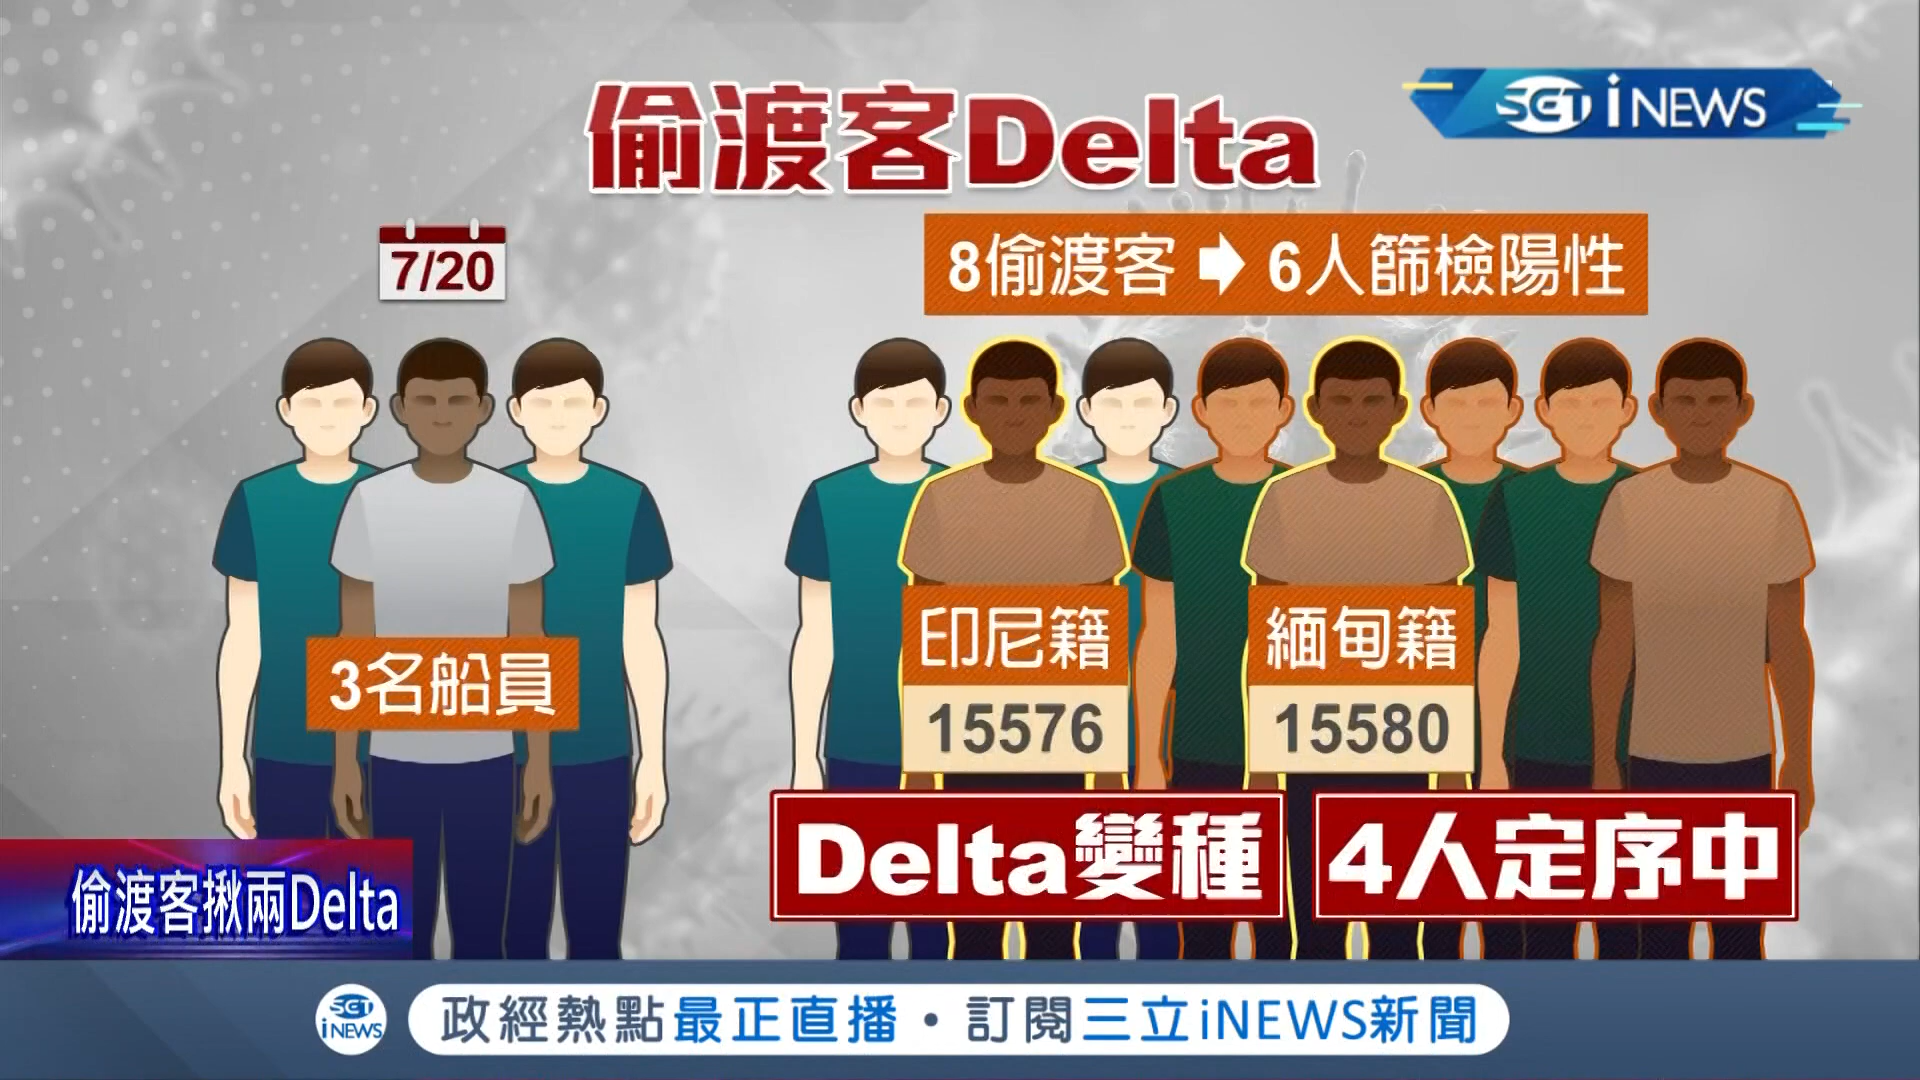 偷渡客Delta
SET iNEWS
7/20
8偷渡客➡6人篩檢陽性
3名船員
印尼籍
15576
緬甸籍
15580
Delta變種
4人定序中
偷渡客揪兩Delta
SET iNEWS
政經熱點最正直播・訂閱三立iNEWS新聞